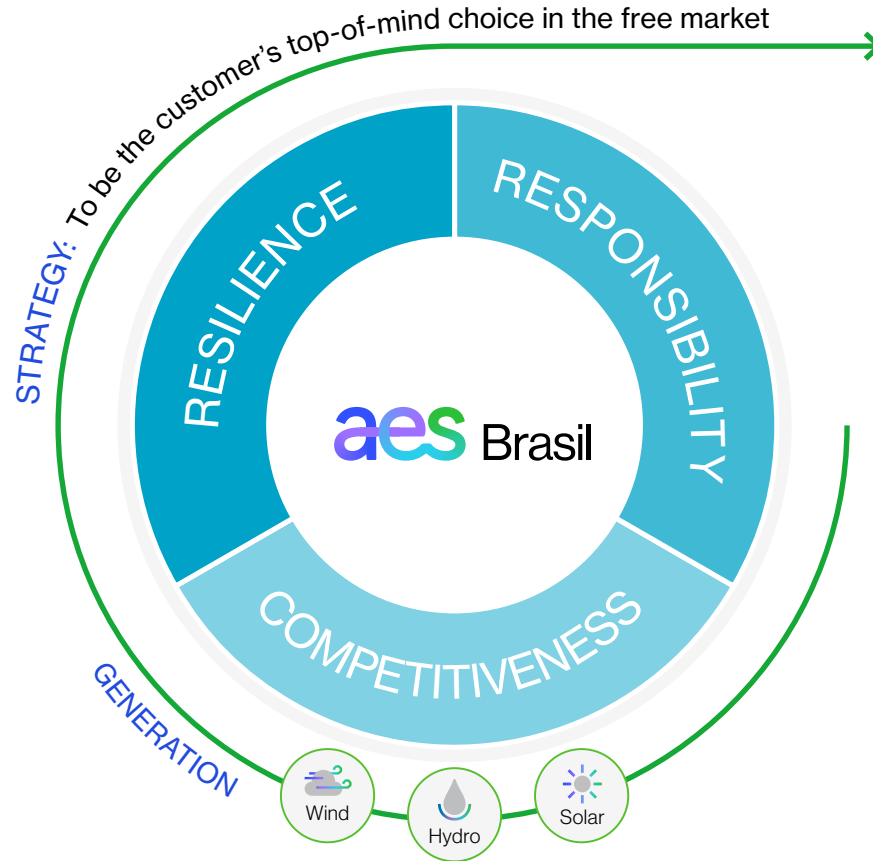 STRATEGY: To be the customer’s top-of-mind choice in the free market
RESILIENCE
RESPONSIBILITY
aes Brasil
COMPETITIVENESS
GENERATION
Wind
Hydro
Solar